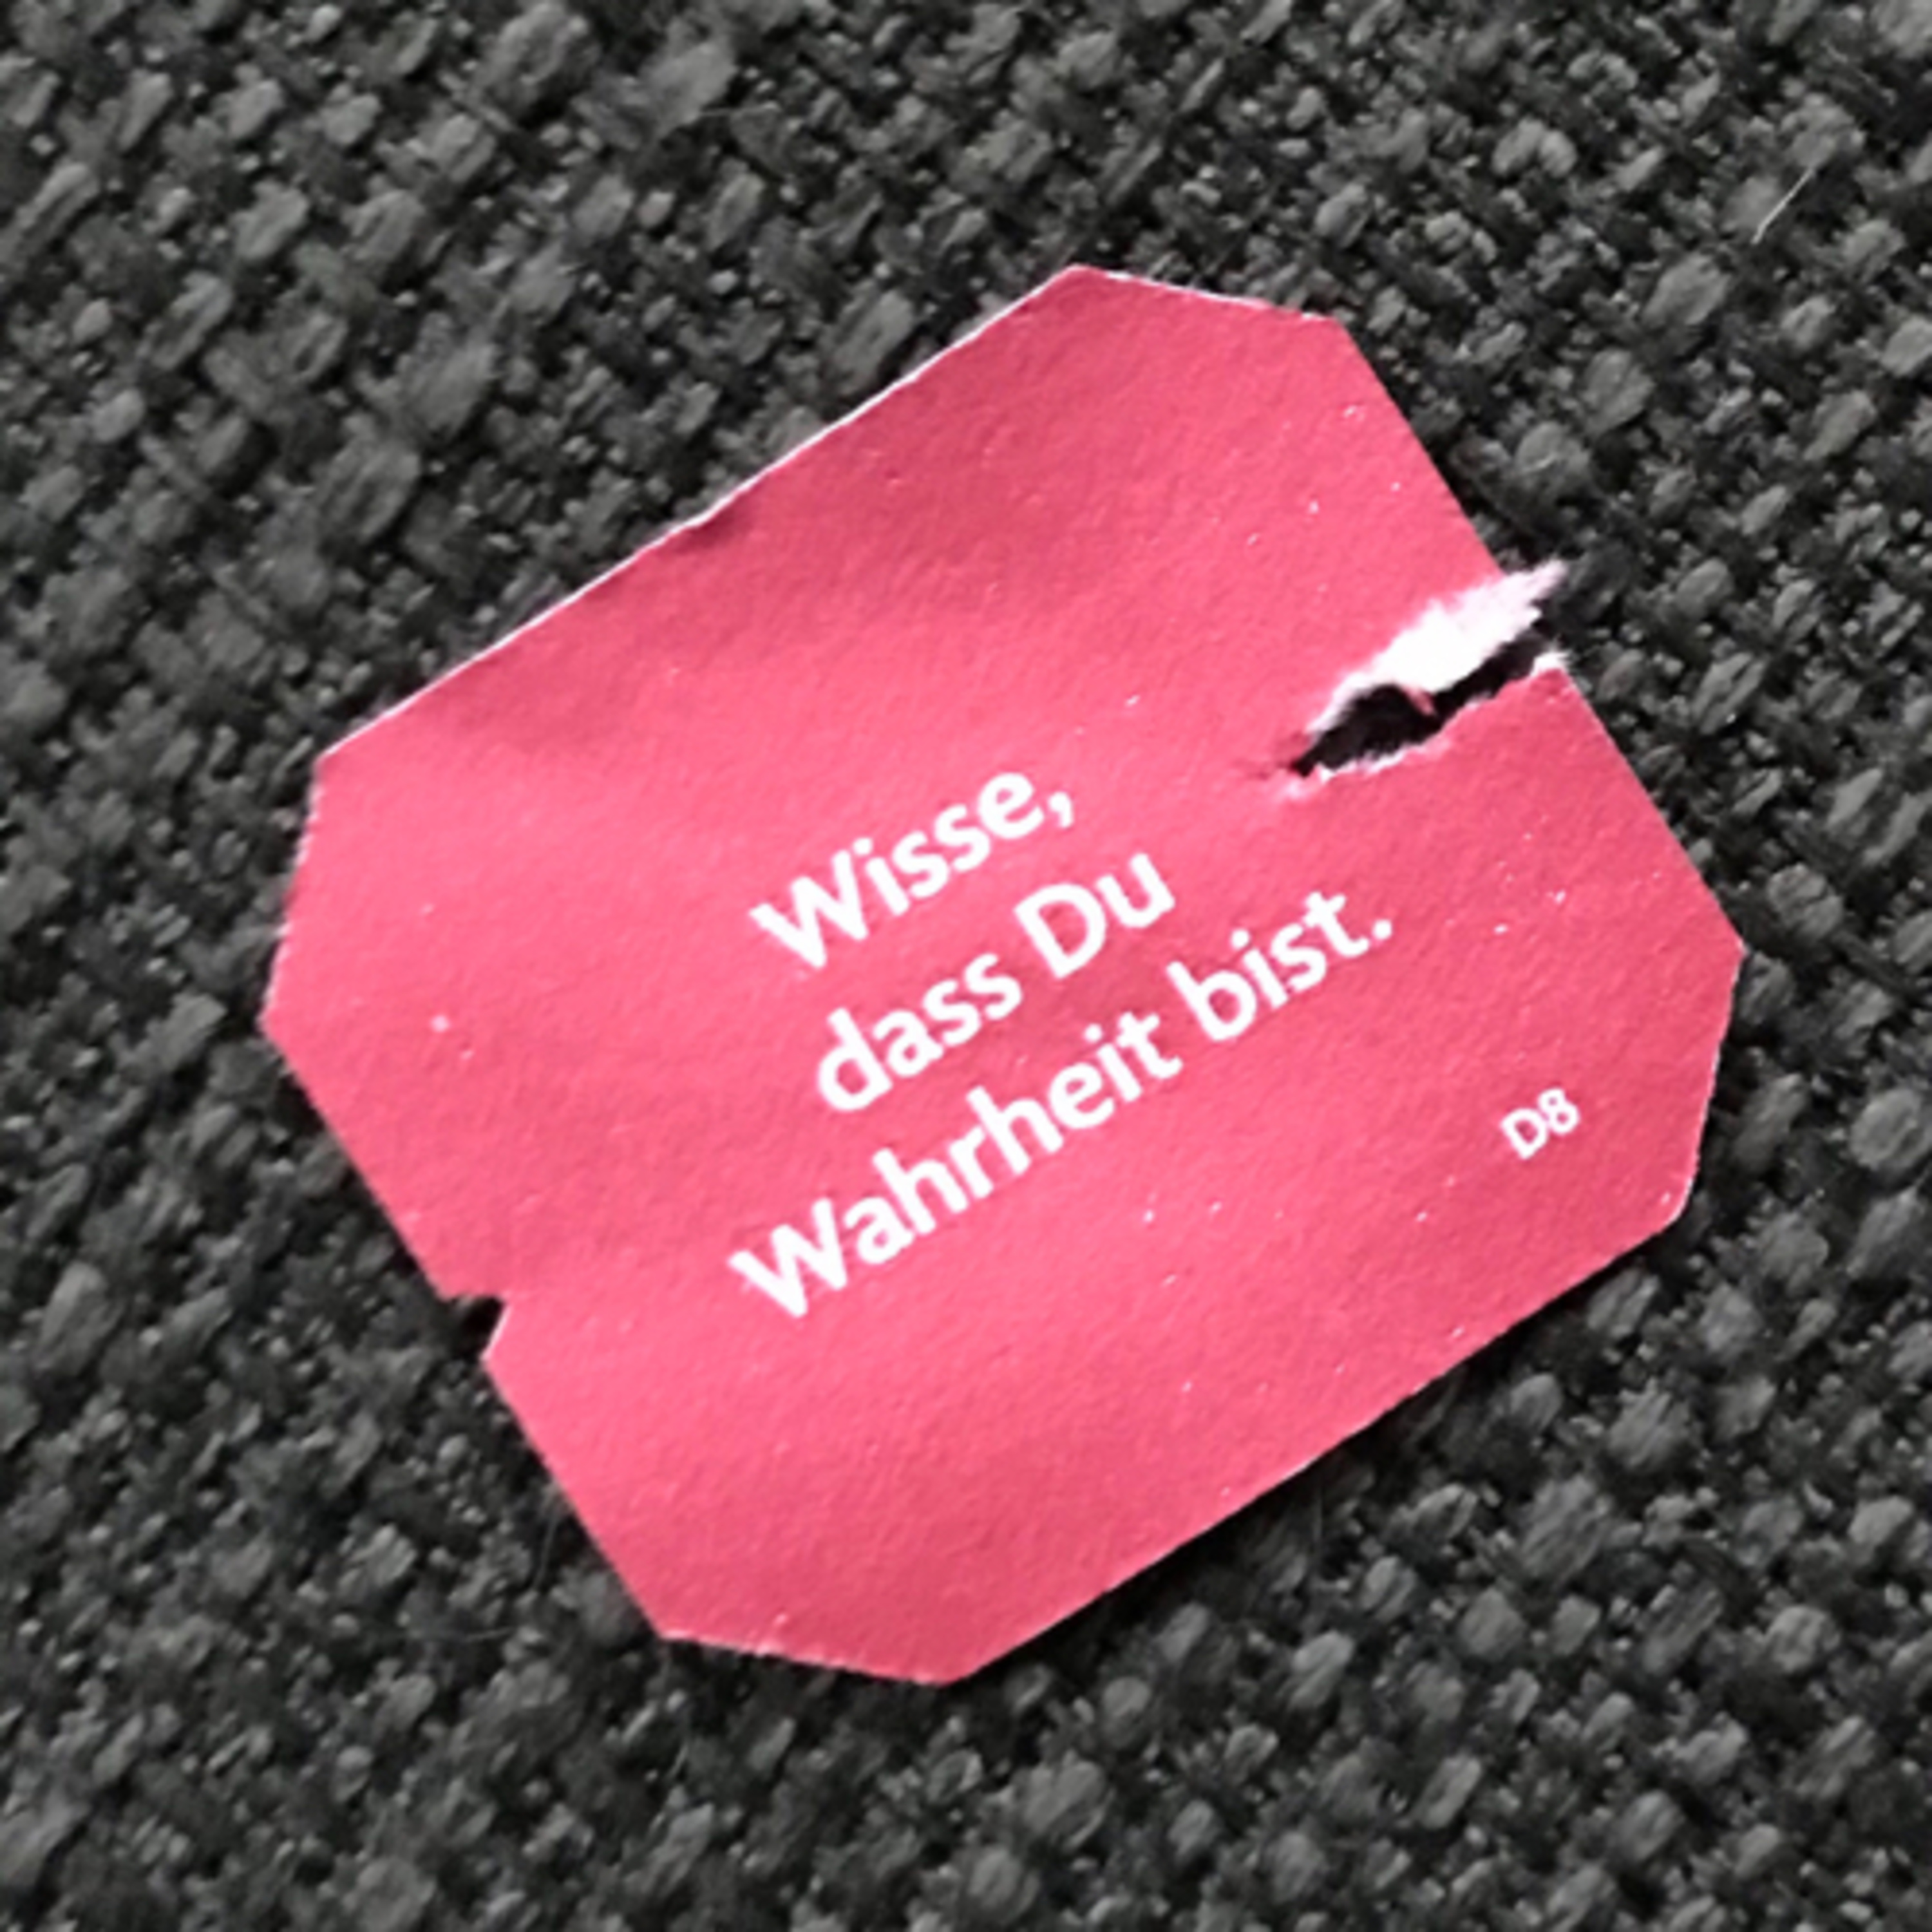 Wisse,
dass Du
Wahrheit bist.
D8